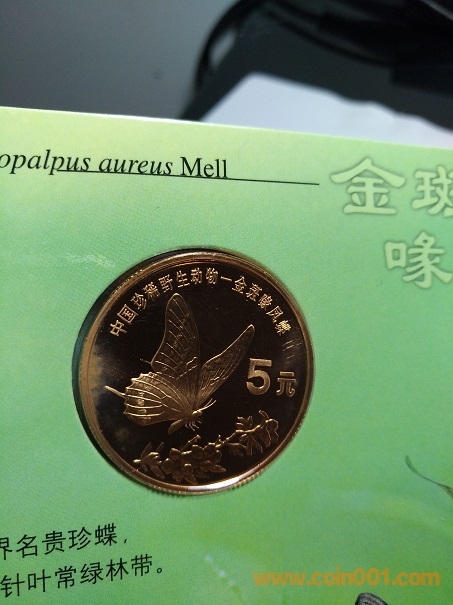 opalpus aureus Mell
金斑
喙
中国珍稀野生动物—金斑喙凤蝶
5元
界名贵珍蝶，
针叶常绿林带。
www.coin001.com